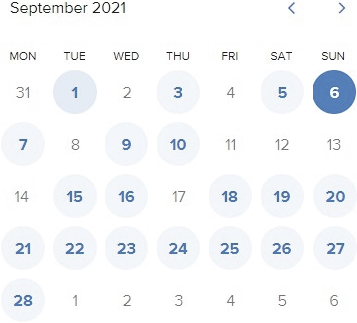 September 2021
MON TUE WED THU FRI SAT SUN
31 1 2 3 4 5 6
7 8 9 10 11 12 13
14 15 16 17 18 19 20
21 22 23 24 25 26 27
28 1 2 3 4 5 6